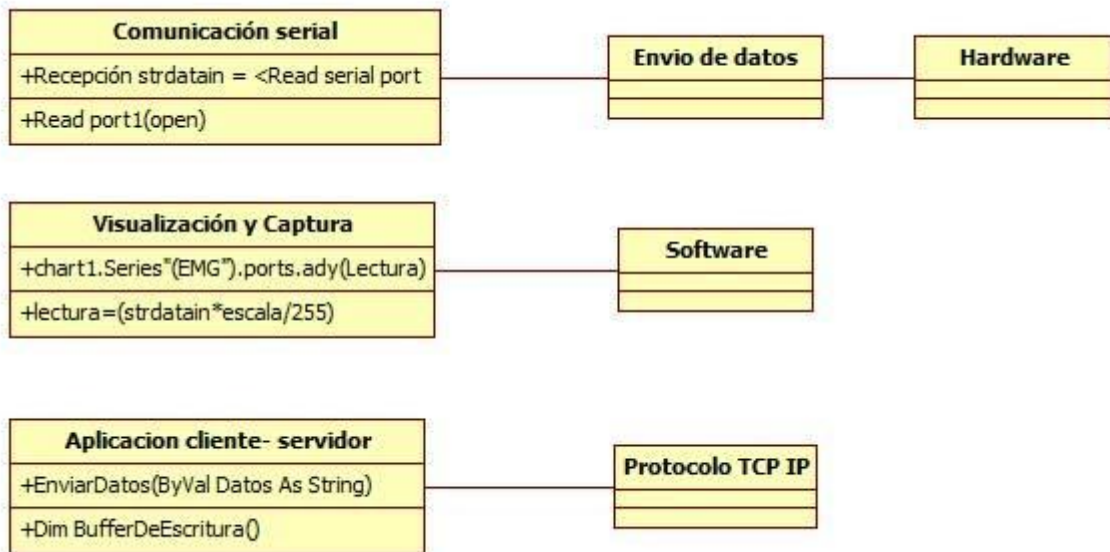 Comunicación serial
+Recepción strdatain = <Read serial port
+Read port1(open)
Envio de datos
Hardware
Visualización y Captura
+chart1.Series"(EMG").ports.ady(Lectura)
+lectura=(strdatain*escala/255)
Software
Aplicacion cliente- servidor
+EnviarDatos(ByVal Datos As String)
+Dim BufferDeEscritura()
Protocolo TCP IP